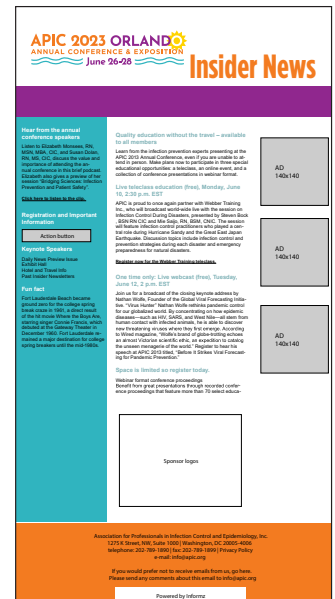 APIC 2023 ORLANDO
ANNUAL CONFERENCE & EXPOSITION
June 26-28
Insider News
Hear from the annual
conference speakers
Listen to Elizabeth Monsees, RN,
MSN, MBA, CIC, and Susan Dolan,
RN, MS, CIC, discuss the value and
importance of attending the an-
nual conference in this brief podcast.
Elizabeth also gives a preview of her
session "Bridging Sciences: Infection
Prevention and Patient Safety".
Click here to listen to the clip.
Registration and Important
Information
Action button
Keynote Speakers
Daily News Preview Issue
Exhibit Hall
Hotel and Travel Info
Past Insider Newsletters
Fun fact
Fort Lauderdale Beach became
ground zero for the college spring
break craze in 1961, a direct result
of the hit movie Where the Boys Are,
starring singer Connie Francis, which
debuted at the Gateway Theater in
December 1960. Fort Lauderdale re-
mained a major destination for college
spring breakers until the mid-1980s.
Quality education without the travel – available
to all members
Learn from the infection prevention experts presenting at the
APIC 2023 Annual Conference, even if you are unable to at-
tend in person. Make plans now to participate in three special
educational opportunities: a teleclass, an online event, and a
collection of conference presentations in webinar format.
Live teleclass education (free), Monday, June
10, 2:30 p.m. EST
APIC is proud to once again partner with Webber Training
Inc., who will broadcast world-wide live with the session on
Infection Control During Disasters, presented by Steven Bock
, BSN RN CIC and Mie Saijo, RN, BSM, CNIC. The session
will feature infection control practitioners who played a cen-
tral role during Hurricane Sandy and the Great East Japan
Earthquake. Discussion topics include infection control and
prevention strategies during each disaster and emergency
preparedness for natural disasters.
Register now for the Webber Training teleclass.
One time only: Live webcast (free), Tuesday,
June 12, 2 p.m. EST
Join us for a broadcast of the closing keynote address by
Nathan Wolfe, Founder of the Global Viral Forecasting Initia-
tive. "Virus Hunter" Nathan Wolfe rethinks pandemic control
for our globalized world. By concentrating on how epidemic
diseases—such as HIV, SARS, and West Nile—all stem from
human contact with infected animals, he is able to discover
new threatening viruses where they first emerge. According
to Wired magazine, "Wolfe's brand of globe-trotting echoes
an almost Victorian scientific ethic, an expedition to catalog
the unseen menagerie of the world." Register to hear his
speech at APIC 2013 titled, "Before It Strikes Viral Forecast-
ing for Pandemic Prevention."
Space is limited so register today.
Webinar format conference proceedings
Benefit from great presentations through recorded confer-
ence proceedings that feature more than 70 select educa-
AD
140x140
AD
140x140
AD
140x140
Sponsor logos
Association for Professionals in Infection Control and Epidemiology, Inc.
1275 K Street, NW, Suite 1000 | Washington, DC 20005-4006
telephone: 202-789-1890 | fax: 202-789-1899 | Privacy Policy
e-mail: info@apic.org
If you would prefer not to receive emails from us, go here.
Please send any comments about this email to info@apic.org
Powered by Informz